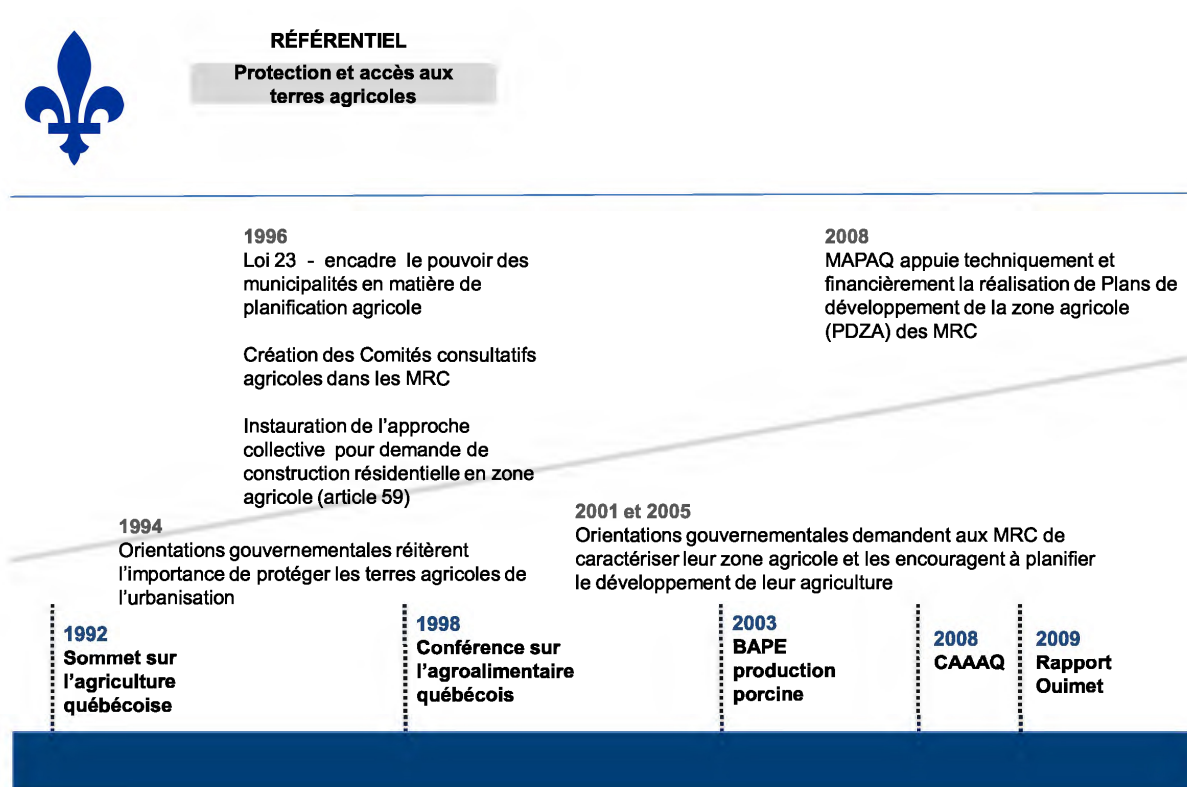 RÉFÉRENTIEL
Protection et accès aux
terres agricoles
1996
Loi 23 - encadre le pouvoir des
municipalités en matière de
planification agricole
Création des Comités consultatifs
agricoles dans les MRC
Instauration de l'approche
collective pour demande de
construction résidentielle en zone
agricole (article 59)
2008
MAPAQ appuie techniquement et
financièrement la réalisation de Plans de
développement de la zone agricole
(PDZA) des MRC
1994
Orientations gouvernementales réitèrent
l'importance de protéger les terres agricoles de
l'urbanisation
2001 et 2005
Orientations gouvernementales demandent aux MRC de
caractériser leur zone agricole et les encouragent à planifier
le développement de leur agriculture
1992
Sommet sur
l'agriculture
québécoise
1998
Conférence sur
l'agroalimentaire
québécois
2003
BAPE
production
porcine
2008
CAAAQ
2009
Rapport
Ouimet